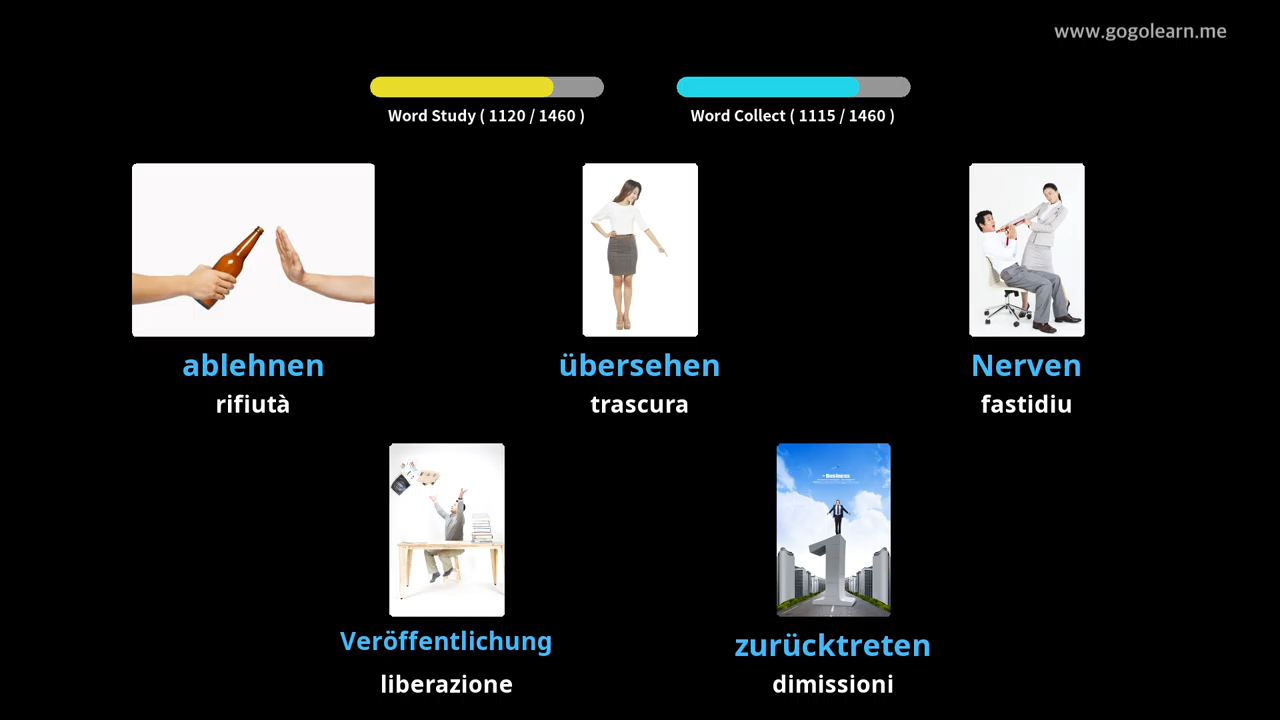 www.gogolearn.me
Word Study ( 1120 / 1460 )
Word Collect ( 1115 / 1460 )
ablehnen
rifiutà
übersehen
trascura
Nerven
fastidiu
Business
Veröffentlichung
liberazione
zurücktreten
dimissioni